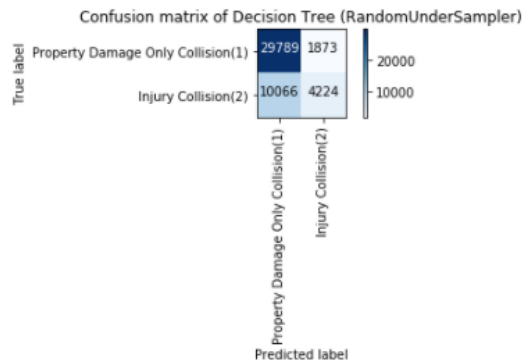 Confusion matrix of Decision Tree (RandomUnderSampler)
True label
Property Damage Only Collision(1)
29789 1873
Injury Collision(2)
10066 4224
20000
10000
Property Damage Only Collision(1)
Injury Collision(2)
Predicted label